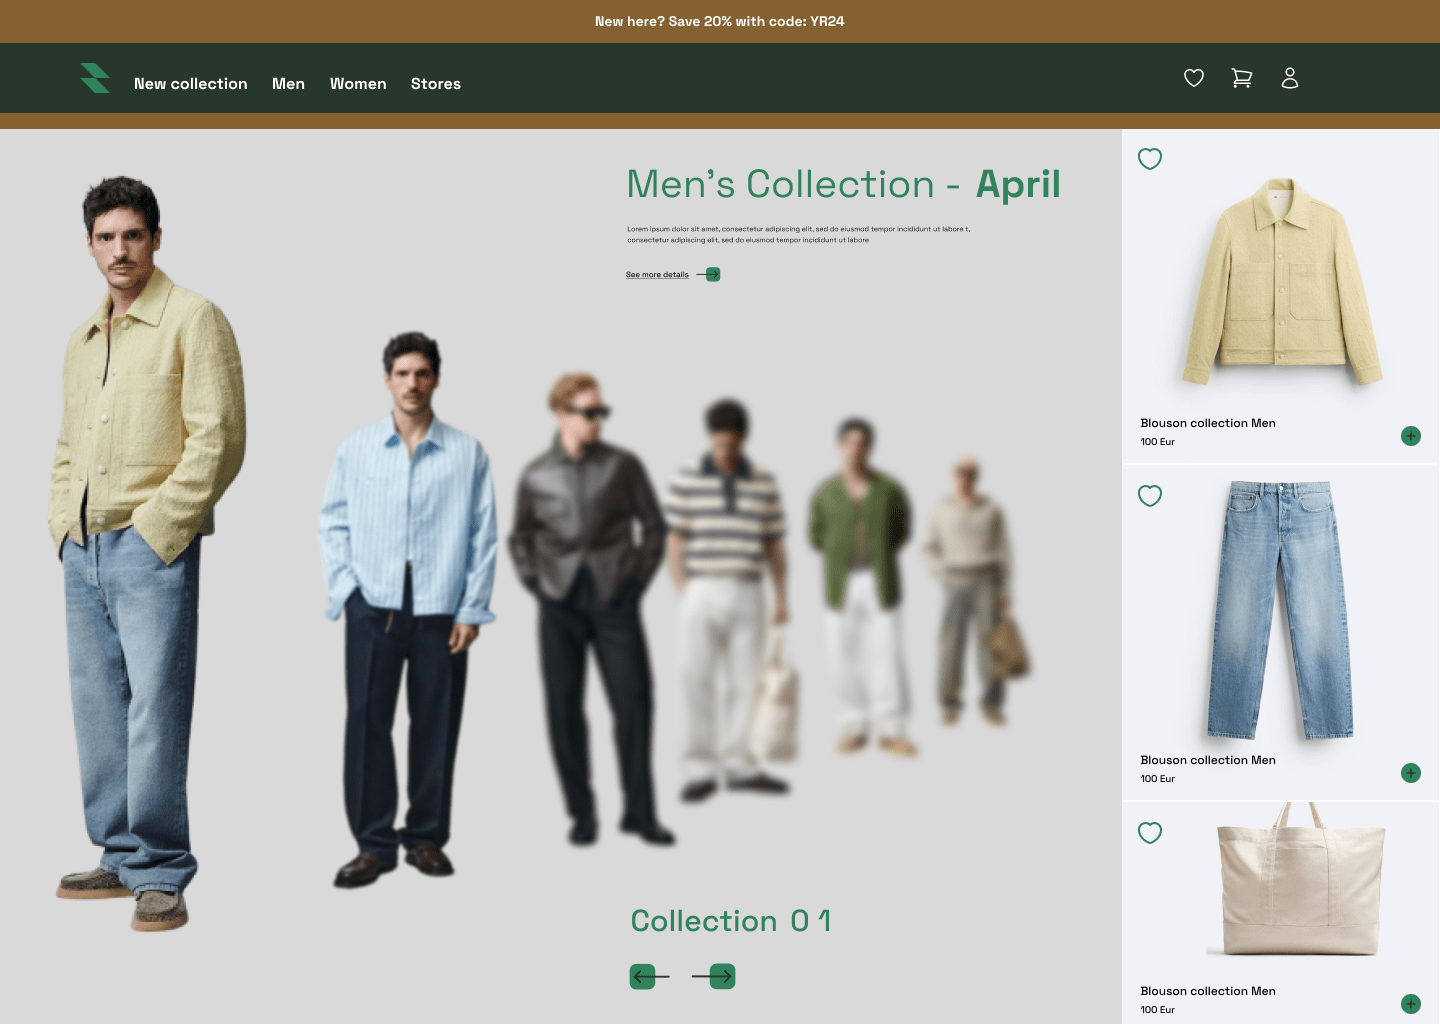 New here? Save 20% with code: YR24
New collection Men Women Stores
Men's Collection - April
Lorem ipsum dolor sit amet, consectetur adipiscing elit, sed do eiusmod tempor incididunt ut labore t,
consectetur adipiscing elit, sed do eiusmod tempor incididunt ut labore
See more details
Collection 01
Blouson collection Men
100 Eur
Blouson collection Men
100 Eur
Blouson collection Men
100 Eur